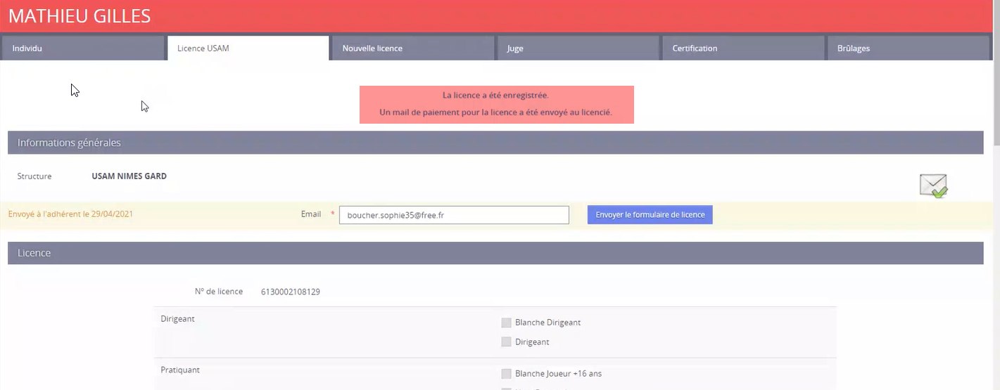 MATHIEU GILLES
Individu
Licence USAM
Nouvelle licence
Juge
Certification
Brûlages
La licence a été enregistrée.
Un mail de paiement pour la licence a été envoyé au licencié.
Informations générales
Structure
USAM NIMES GARD
Envoyé à l'adhérent le 29/04/2021
Email *
boucher.sophie35@free.fr
Envoyer le formulaire de licence
Licence
N° de licence
6130002108129
Dirigeant
Blanche Dirigeant
Dirigeant
Pratiquant
Blanche Joueur +16 ans